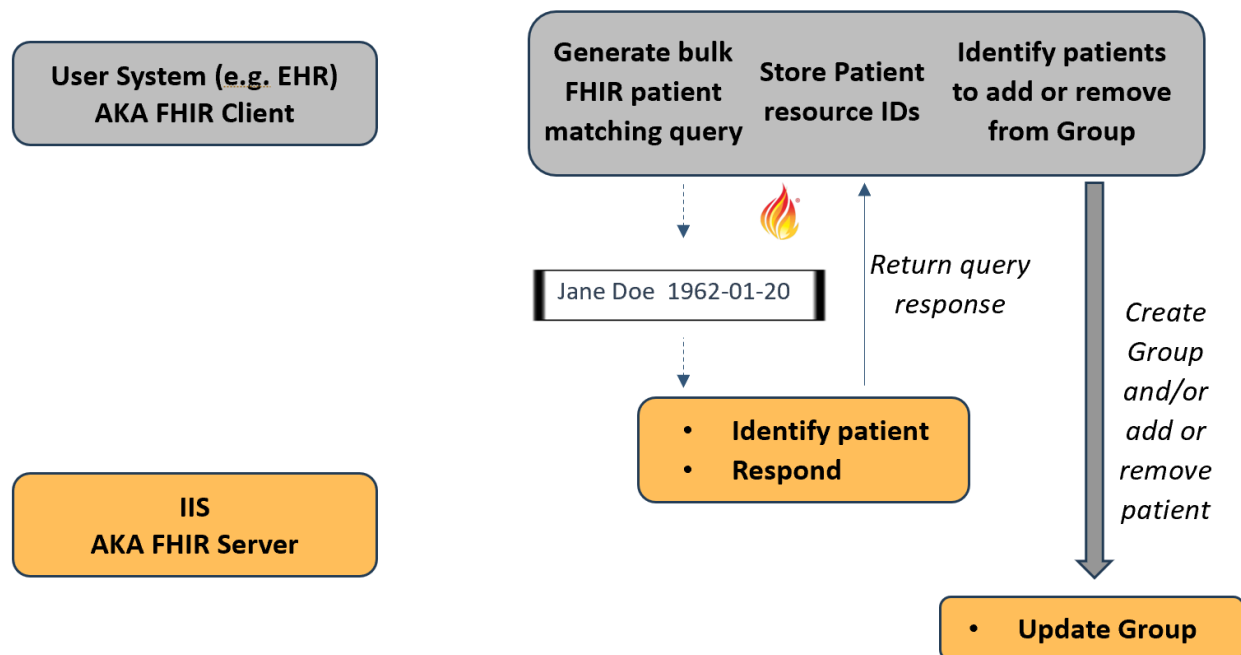 User System (e.g. EHR)
AKA FHIR Client
Generate bulk
FHIR patient
matching query
Store Patient
resource IDs
Identify patients
to add or remove
from Group
Jane Doe 1962-01-20
Return query
response
Create
Group
and/or
add or
remove
patient
• Identify patient
• Respond
IIS
AKA FHIR Server
• Update Group